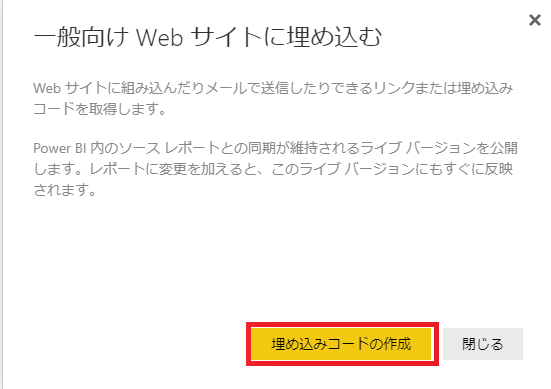 一般向け Web サイトに埋め込む
Web サイトに組み込んだりメールで送信したりできるリンクまたは埋め込み
コードを取得します。
Power BI 内のソース レポートとの同期が維持されるライブ バージョンを公開
します。レポートに変更を加えると、このライブ バージョンにもすぐに反映
されます。
埋め込みコードの作成
閉じる